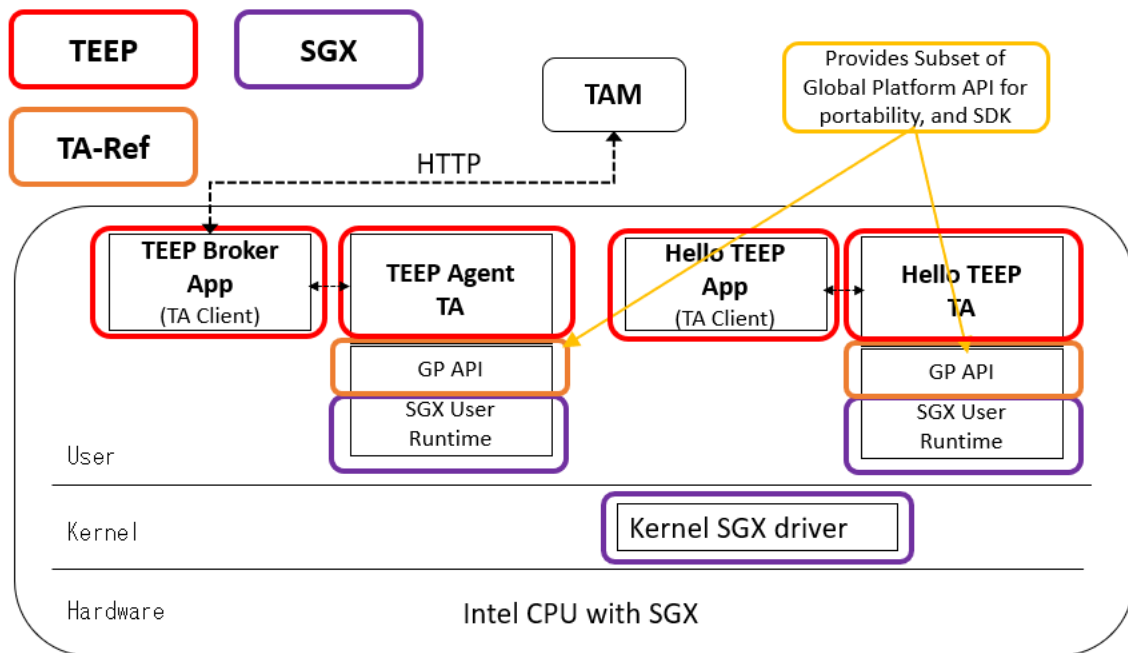 TEEP
SGX
Provides Subset of
Global Platform API for
portability, and SDK
TAM
TA-Ref
HTTP
TEEP Broker
App
(TA Client)
TEEP Agent
TA
Hello TEEP
App
(TA Client)
Hello TEEP
TA
GP API
GP API
SGX User
Runtime
SGX User
Runtime
User
Kernel
Kernel SGX driver
Hardware
Intel CPU with SGX